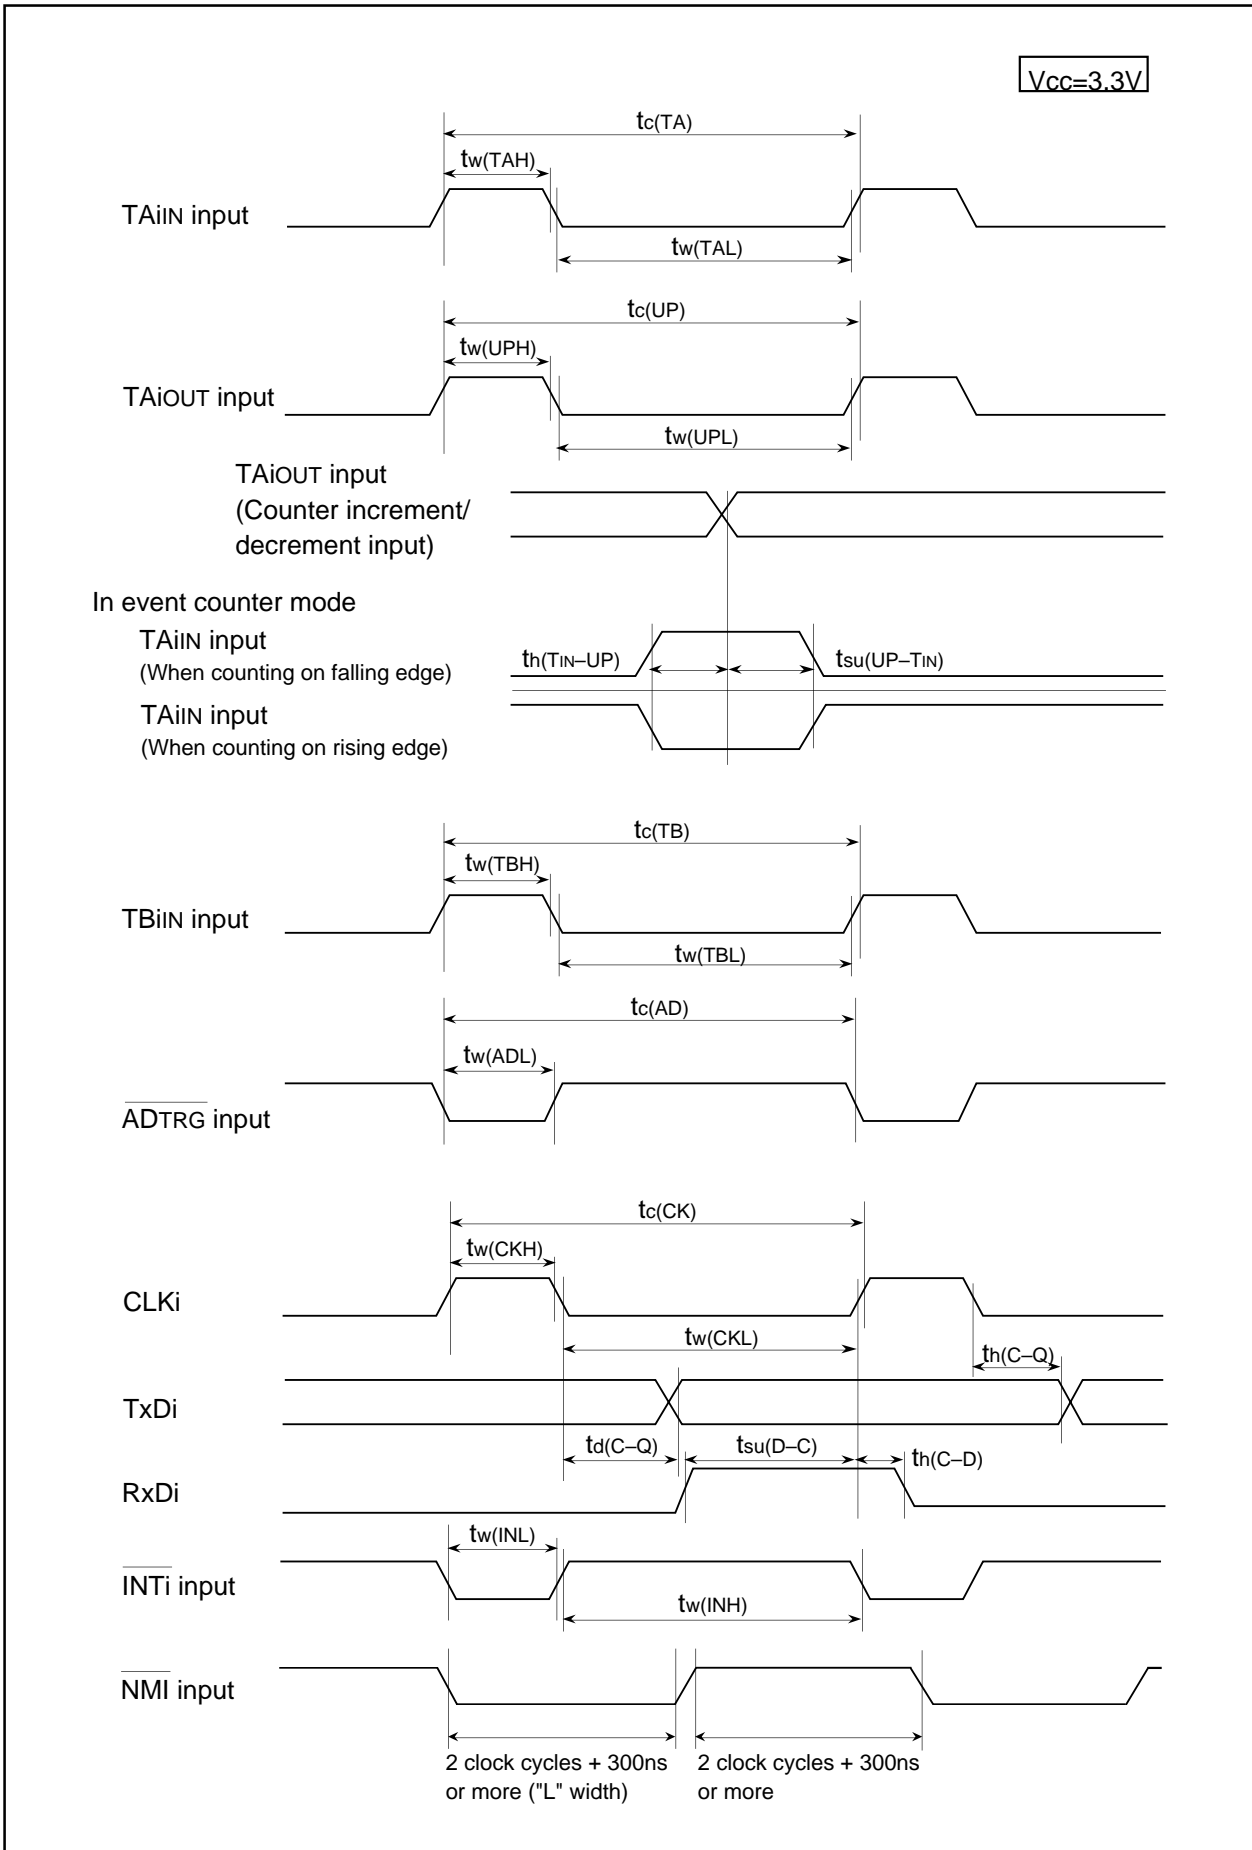 Vcc=3.3V
tc(TA)
tw(TAH)
TAiIN input
tw(TAL)
tc(UP)
tw(UPH)
TAiOUT input
tw(UPL)
TAiOUT input
(Counter increment/
decrement input)
In event counter mode
TAiIN input
(When counting on falling edge)
th(TIN–UP)
tsu(UP–TIN)
TAiIN input
(When counting on rising edge)
tc(TB)
tw(TBH)
TBiIN input
tw(TBL)
tc(AD)
tw(ADL)
ADTRG input
tc(CK)
tw(CKH)
CLKi
tw(CKL)
th(C–Q)
TxDi
td(C–Q)
tsu(D–C)
th(C–D)
RxDi
tw(INL)
INTi input
tw(INH)
NMI input
2 clock cycles + 300ns
or more ("L" width)
2 clock cycles + 300ns
or more